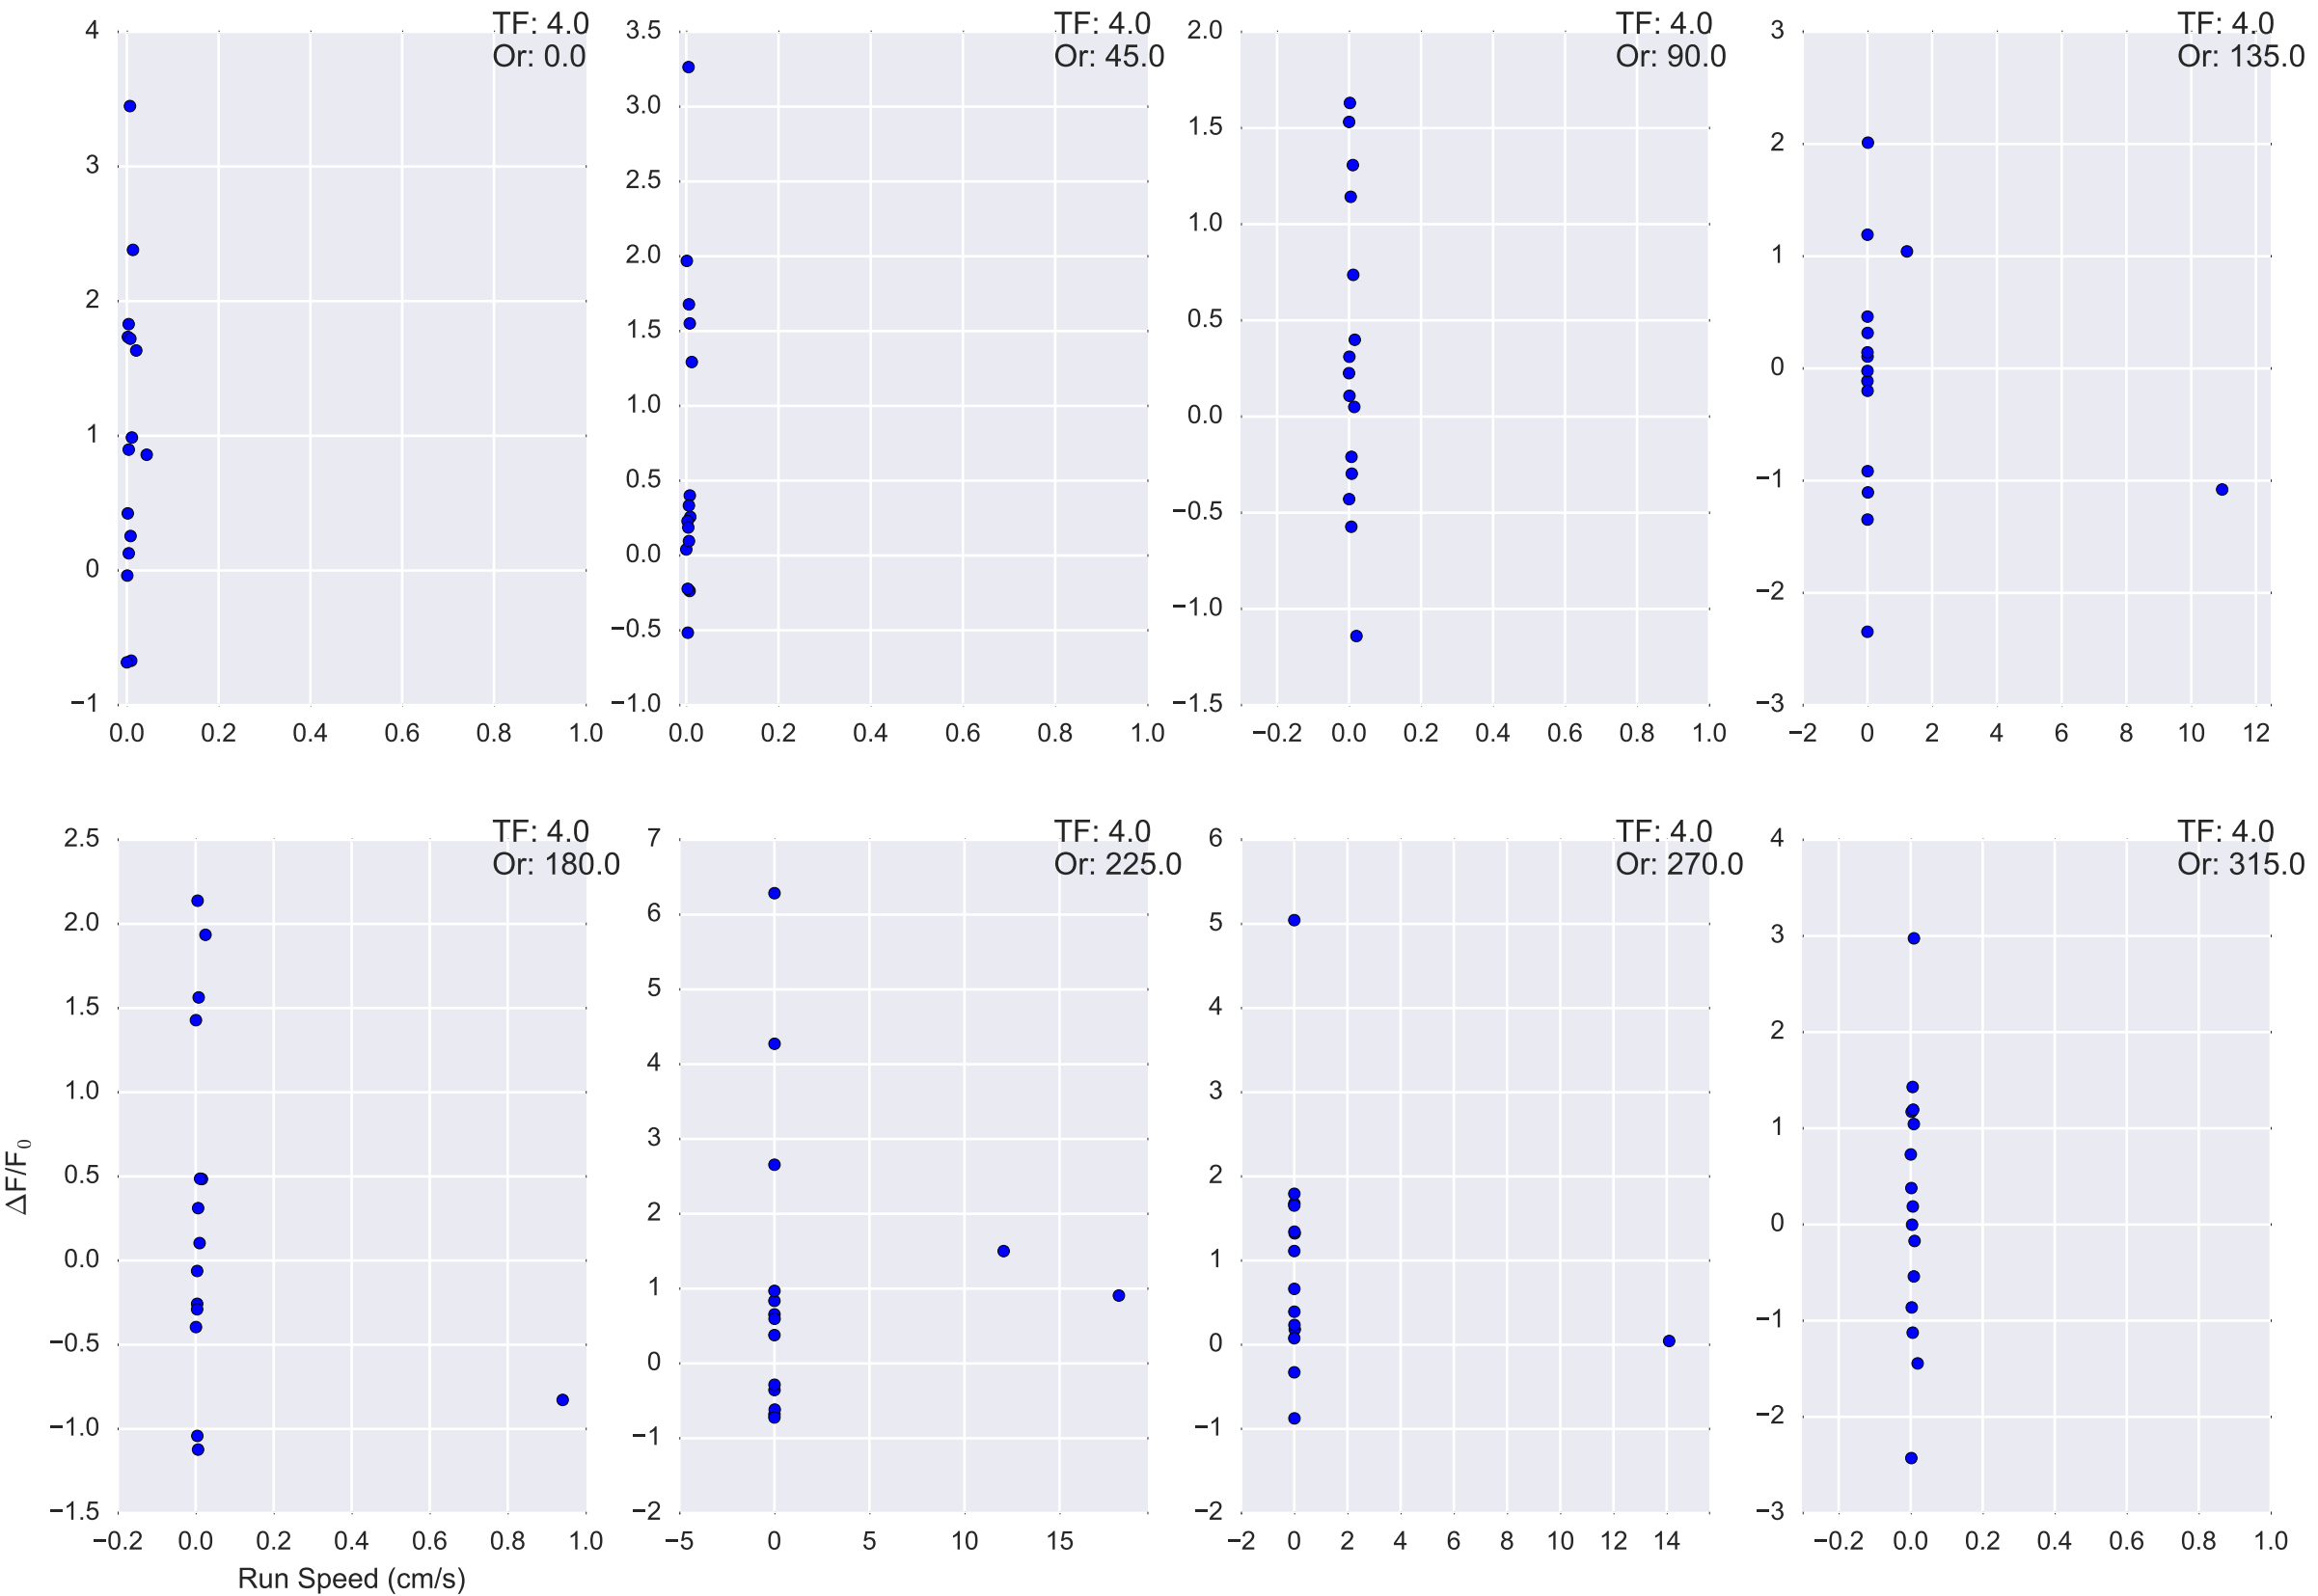 TF: 4.0
Or: 0.0
4
3
2
1
0
−1
0.0 0.2 0.4 0.6 0.8 1.0
TF: 4.0
Or: 45.0
3.5
3.0
2.5
2.0
1.5
1.0
0.5
0.0
−0.5
−1.0
0.0 0.2 0.4 0.6 0.8 1.0
TF: 4.0
Or: 90.0
2.0
1.5
1.0
0.5
0.0
−0.5
−1.0
−1.5
−0.2 0.0 0.2 0.4 0.6 0.8 1.0
TF: 4.0
Or: 135.0
3
2
1
0
−1
−2
−3
−2 0 2 4 6 8 10 12
TF: 4.0
Or: 180.0
2.5
2.0
1.5
1.0
0.5
0.0
−0.5
−1.0
−1.5
−0.2 0.0 0.2 0.4 0.6 0.8 1.0
Run Speed (cm/s)
ΔF/F₀
TF: 4.0
Or: 225.0
7
6
5
4
3
2
1
0
−1
−2
−5 0 5 10 15
TF: 4.0
Or: 270.0
6
5
4
3
2
1
0
−1
−2
−2 0 2 4 6 8 10 12 14
TF: 4.0
Or: 315.0
4
3
2
1
0
−1
−2
−3
−0.2 0.0 0.2 0.4 0.6 0.8 1.0